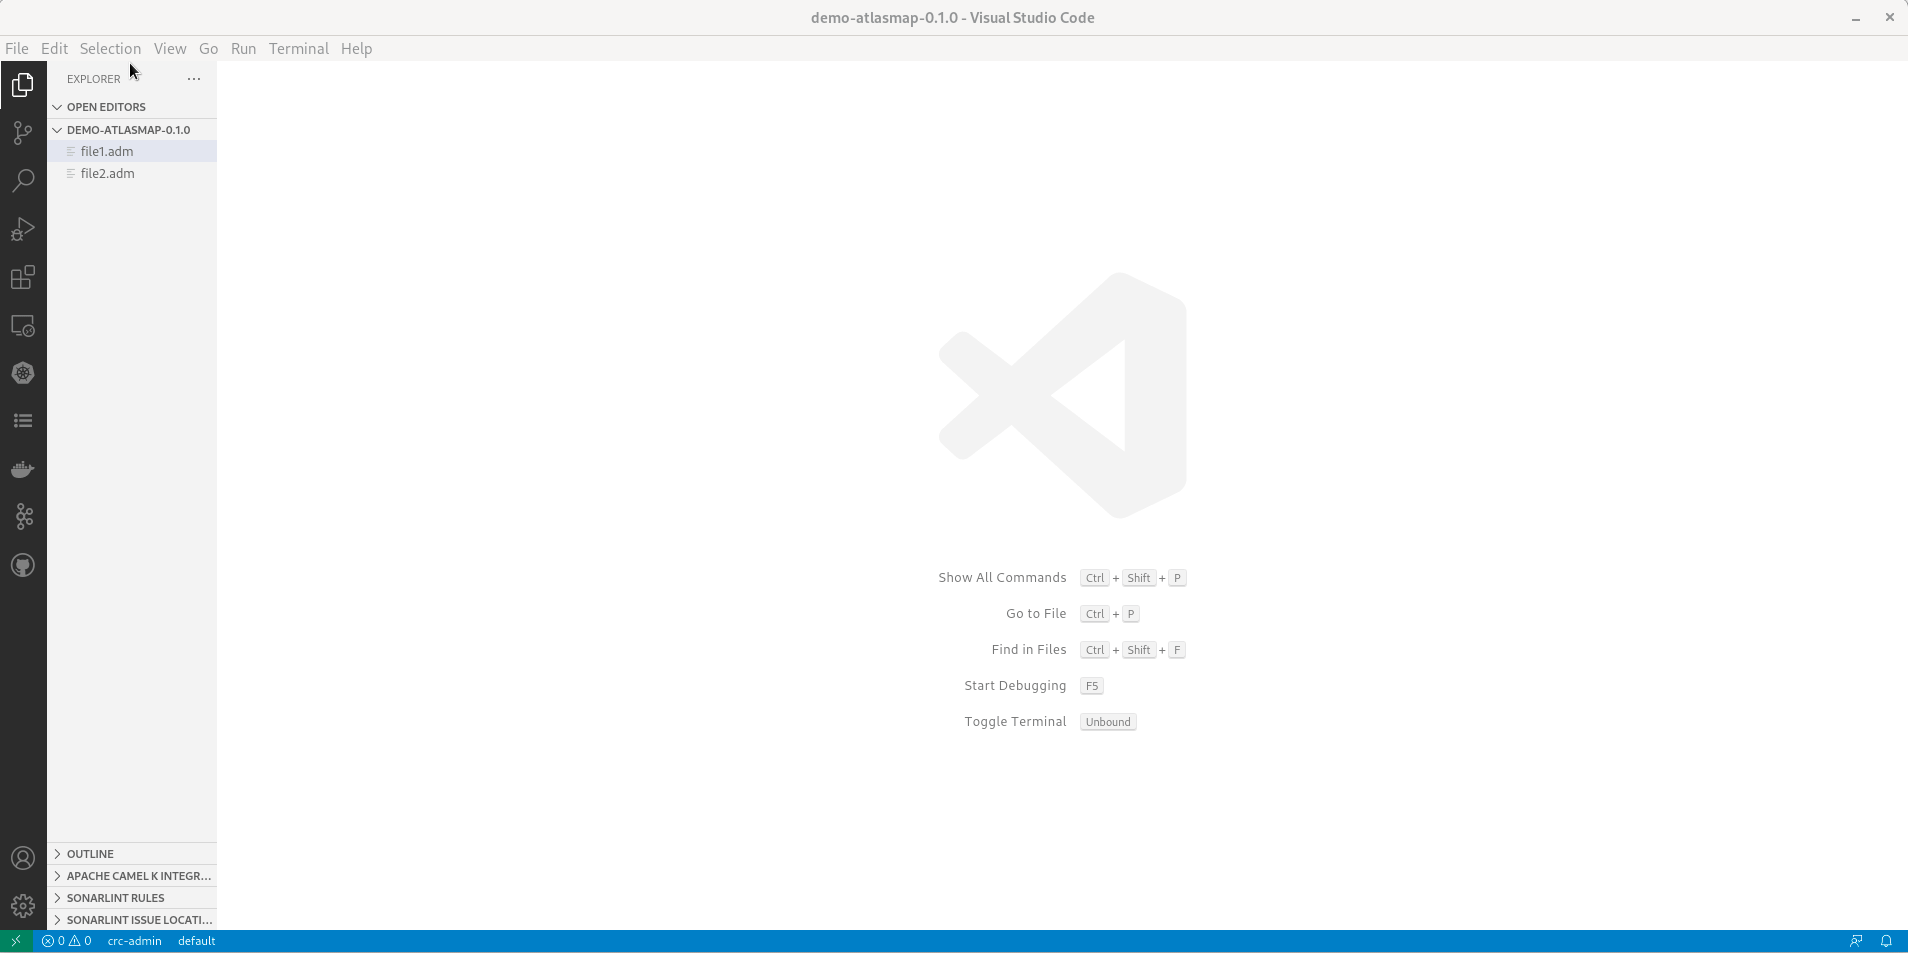 demo-atlasmap-0.1.0 - Visual Studio Code
File Edit Selection View Go Run Terminal Help
EXPLORER
OPEN EDITORS
DEMO-ATLASMAP-0.1.0
file1.adm
file2.adm
Show All Commands Ctrl + Shift + P
Go to File Ctrl + P
Find in Files Ctrl + Shift + F
Start Debugging F5
Toggle Terminal Unbound
OUTLINE
APACHE CAMEL K INTEGR...
SONARLINT RULES
SONARLINT ISSUE LOCATI...
0 0 crc-admin default